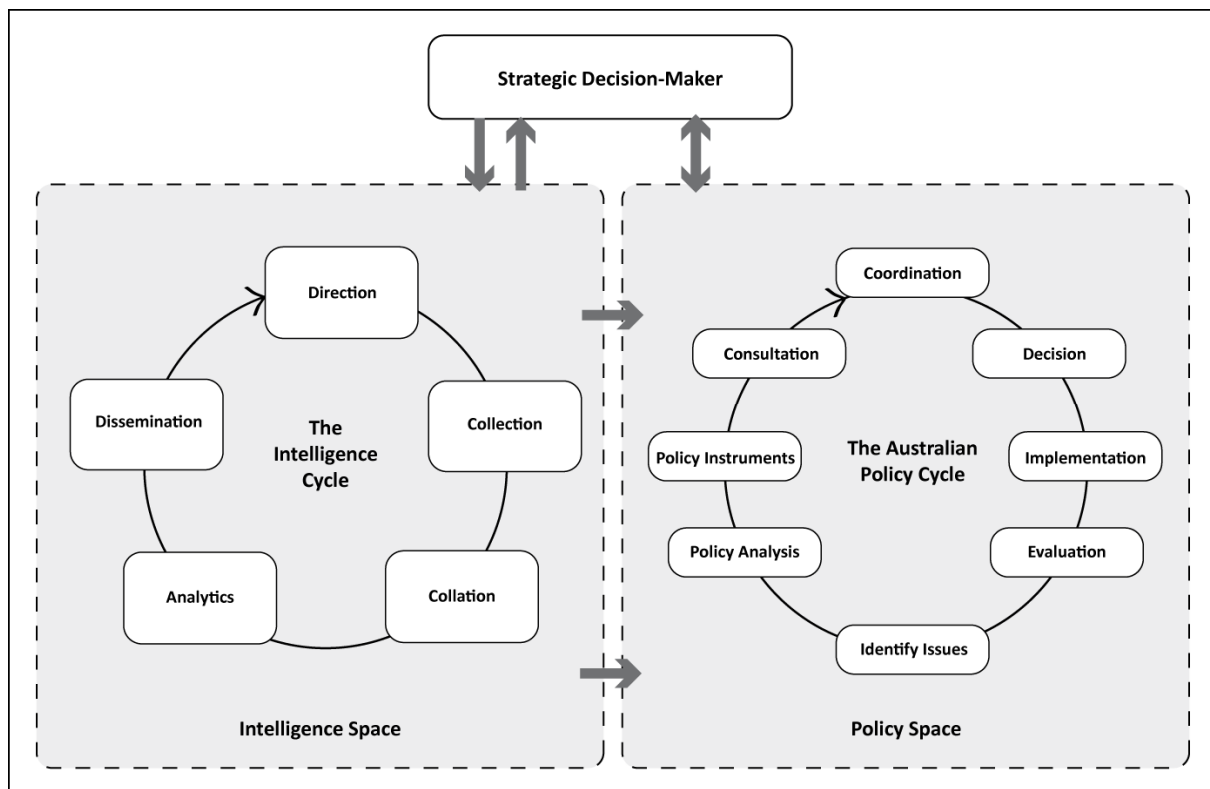 Strategic Decision-Maker
Direction
Collection
Collation
Analytics
Dissemination
The
Intelligence
Cycle
Intelligence Space
Coordination
Decision
Implementation
Evaluation
Identify Issues
Policy Analysis
Policy Instruments
Consultation
The Australian
Policy Cycle
Policy Space